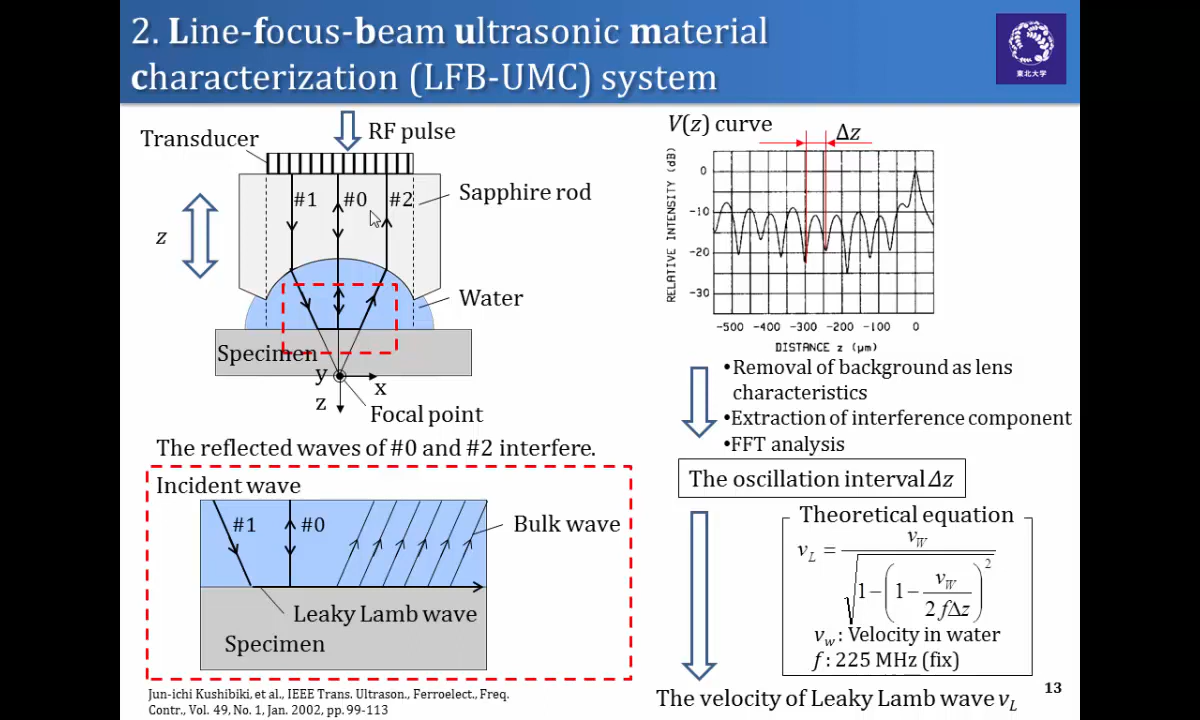 2. Line-focus-beam ultrasonic material
characterization (LFB-UMC) system
東北大学
Transducer
RF pulse
#1
#0
#2
Sapphire rod
z
Water
Specimen
y
x
z
Focal point
The reflected waves of #0 and #2 interfere.
Incident wave
#1
#0
Bulk wave
Leaky Lamb wave
Specimen
Jun-ichi Kushibiki, et al., IEEE Trans. Ultrason., Ferroelect., Freq.
Contr., Vol. 49, No. 1, Jan. 2002, pp. 99-113
V(z) curve
Δz
RELATIVE INTENSITY (dB)
0
-10
-20
-30
-500 -400 -300 -200 -100 0
DISTANCE z (μm)
•Removal of background as lens
characteristics
•Extraction of interference component
•FFT analysis
The oscillation interval Δz
Theoretical equation
v_L = v_W / √(1-(1-v_W/(2fΔz))^2)
v_w : Velocity in water
f : 225 MHz (fix)
The velocity of Leaky Lamb wave v_L
13